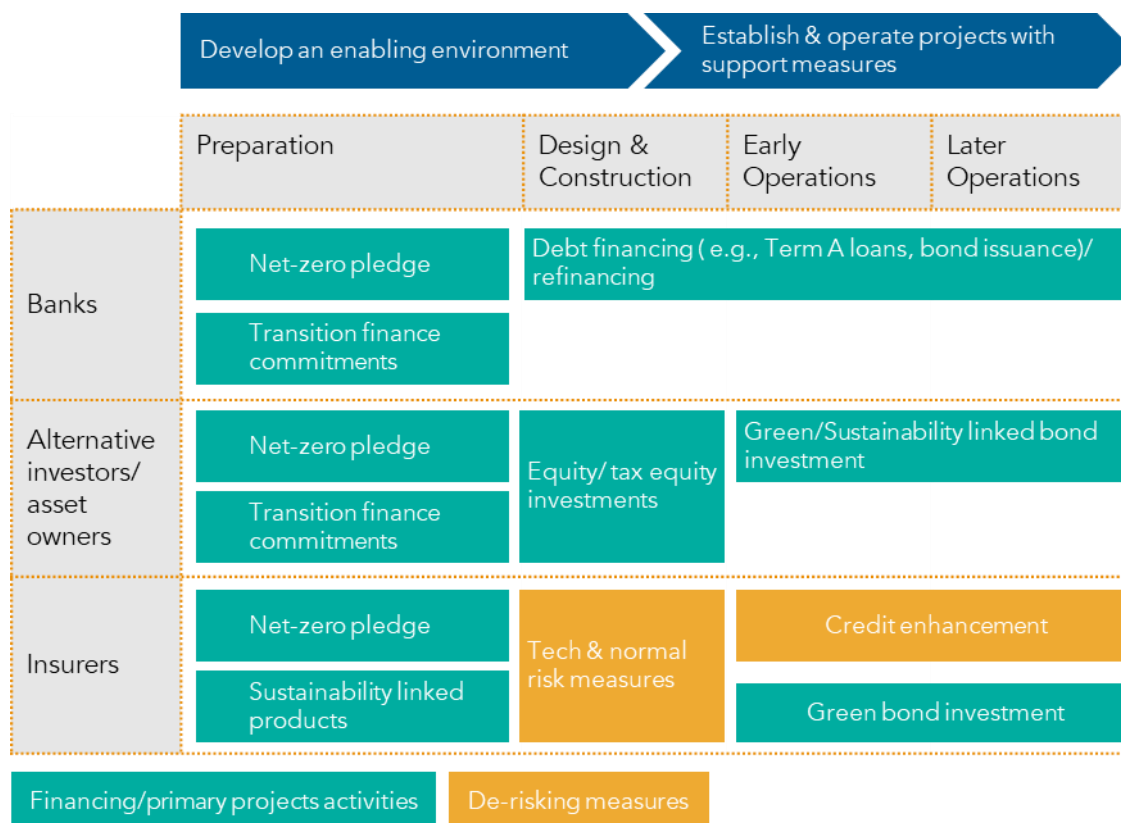 Develop an enabling environment
Establish & operate projects with
support measures
Preparation
Design &
Construction
Early
Operations
Later
Operations
Banks
Net-zero pledge
Debt financing ( e.g., Term A loans, bond issuance)/
refinancing
Transition finance
commitments
Alternative
investors/
asset
owners
Net-zero pledge
Transition finance
commitments
Equity/ tax equity
investments
Green/Sustainability linked bond
investment
Insurers
Net-zero pledge
Sustainability linked
products
Tech & normal
risk measures
Credit enhancement
Green bond investment
Financing/primary projects activities
De-risking measures